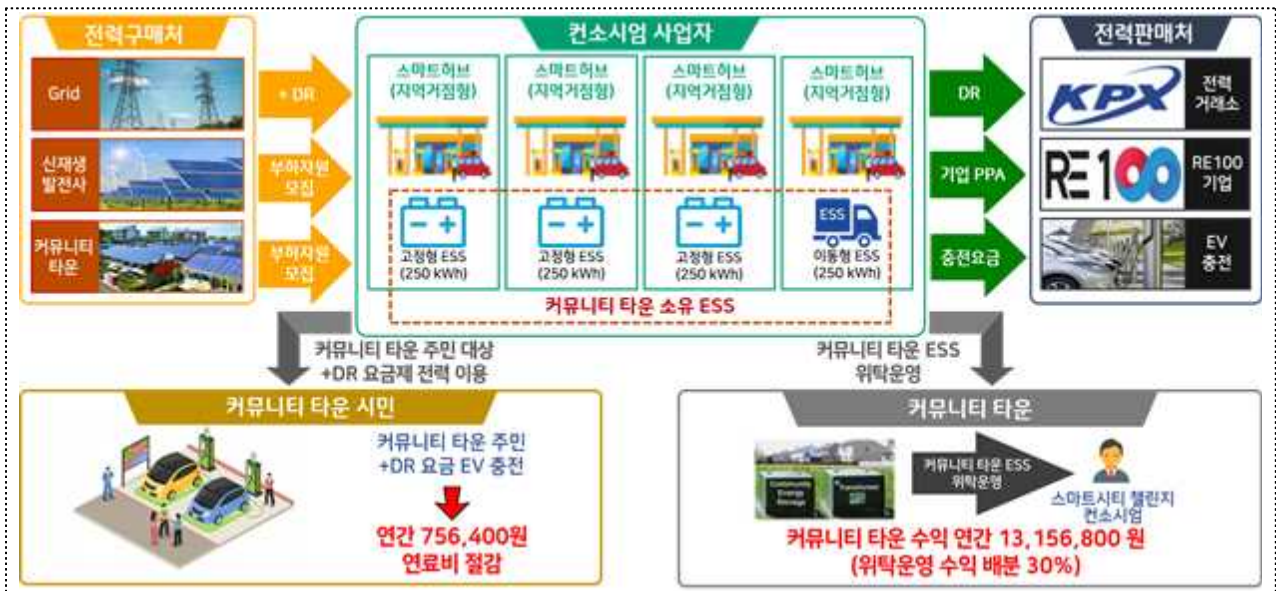 전력구매처
Grid
신재생
발전사
커뮤니티
타운
+ DR
부하자원
모집
부하자원
모집
컨소시엄 사업자
스마트허브
(지역거점형)
스마트허브
(지역거점형)
스마트허브
(지역거점형)
스마트허브
(지역거점형)
고정형 ESS
(250 kWh)
고정형 ESS
(250 kWh)
고정형 ESS
(250 kWh)
ESS
이동형 ESS
(250 kWh)
커뮤니티 타운 소유 ESS
DR
기업 PPA
충전요금
전력판매처
KPX
전력
거래소
RE100
RE100
기업
EV
충전
커뮤니티 타운 주민 대상
+DR 요금제 전력 이용
커뮤니티 타운 ESS
위탁운영
커뮤니티 타운 시민
커뮤니티 타운 주민
+DR 요금 EV 충전
연간 756,400원
연료비 절감
커뮤니티 타운
Community
Energy
Storage
Transformer
커뮤니티 타운 ESS
위탁운영
스마트시티 챌린지
컨소시엄
커뮤니티 타운 수익 연간 13,156,800 원
(위탁운영 수익 배분 30%)